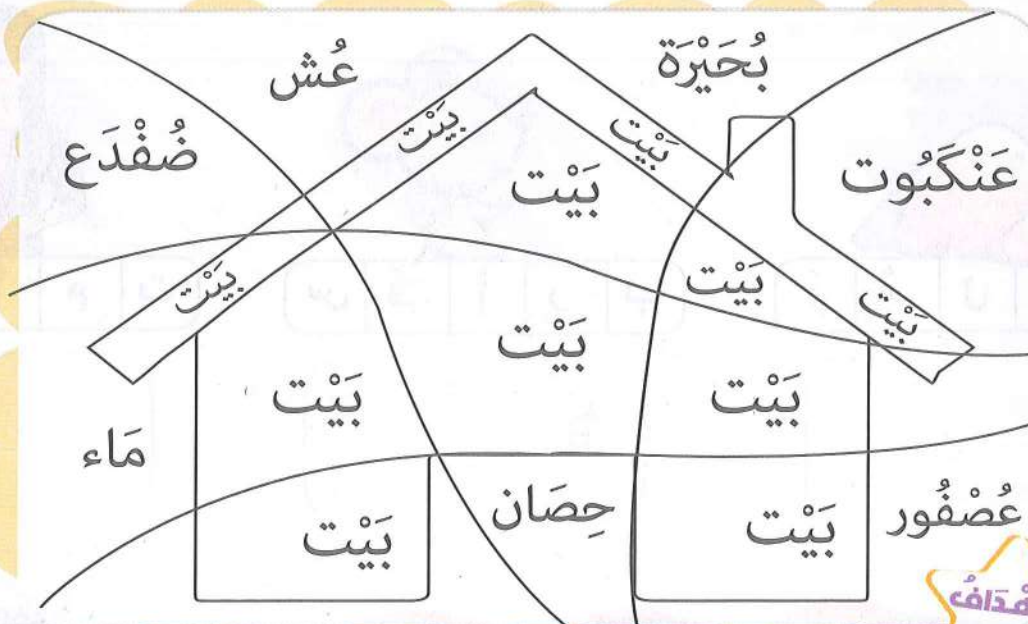 بُحَيْرَة
عُش
عَنْكَبُوت
ضُفْدَع
بَيْت
بَيْت
بَيْت
بَيْت
بَيْت
بَيْت
بَيْت
بَيْت
بَيْت
مَاء
عُصْفُور
حِصَان
بَيْت
بَيْت